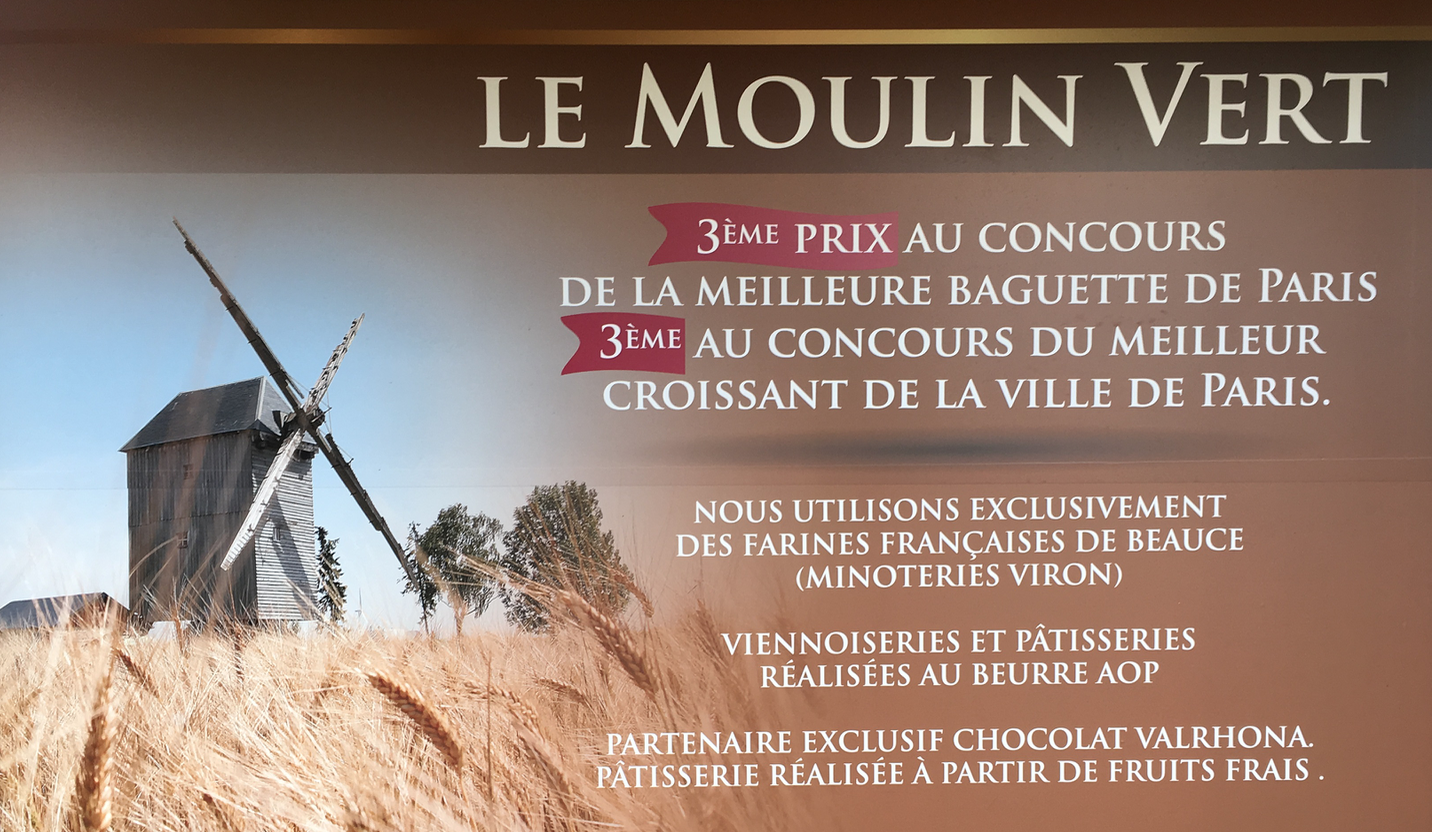 LE MOULIN VERT
3ÈME PRIX AU CONCOURS
DE LA MEILLEURE BAGUETTE DE PARIS
3ÈME AU CONCOURS DU MEILLEUR
CROISSANT DE LA VILLE DE PARIS.
NOUS UTILISONS EXCLUSIVEMENT
DES FARINES FRANÇAISES DE BEAUCE
(MINOTERIES VIRON)
VIENNOISERIES ET PÂTISSERIES
RÉALISÉES AU BEURRE AOP
PARTENAIRE EXCLUSIF CHOCOLAT VALRHONA.
PÂTISSERIE RÉALISÉE À PARTIR DE FRUITS FRAIS .